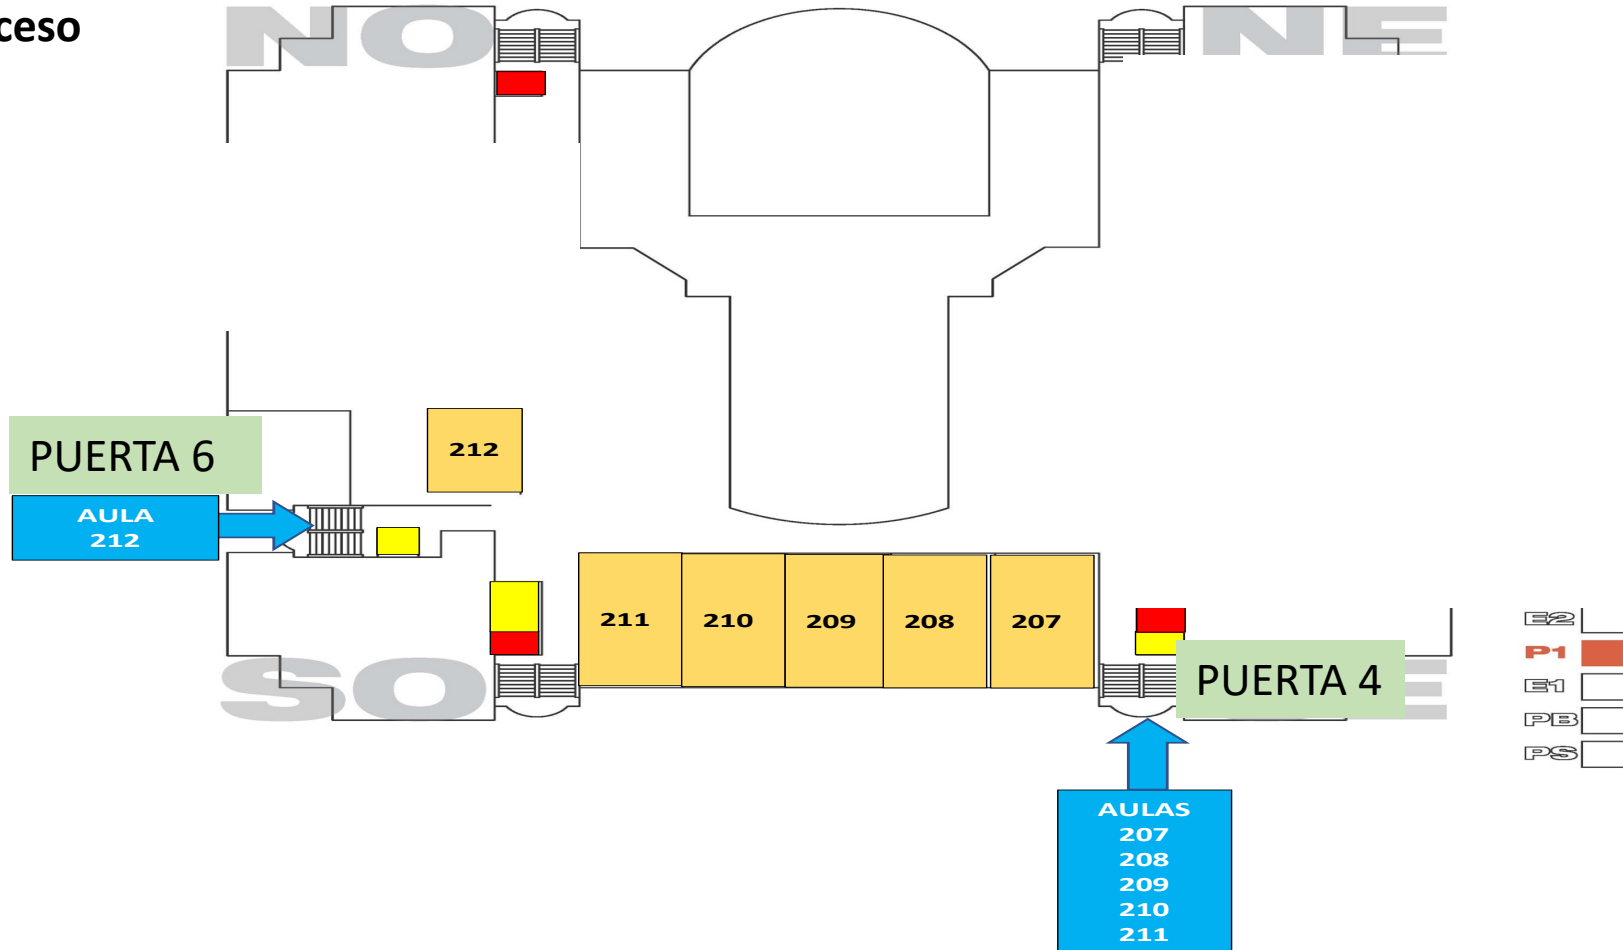 ceso
NO
NE
PUERTA 6
AULA
212
212
211
210
209
208
207
SO
PUERTA 4
E
AULAS
207
208
209
210
211
E2
P1
E1
PB
PS